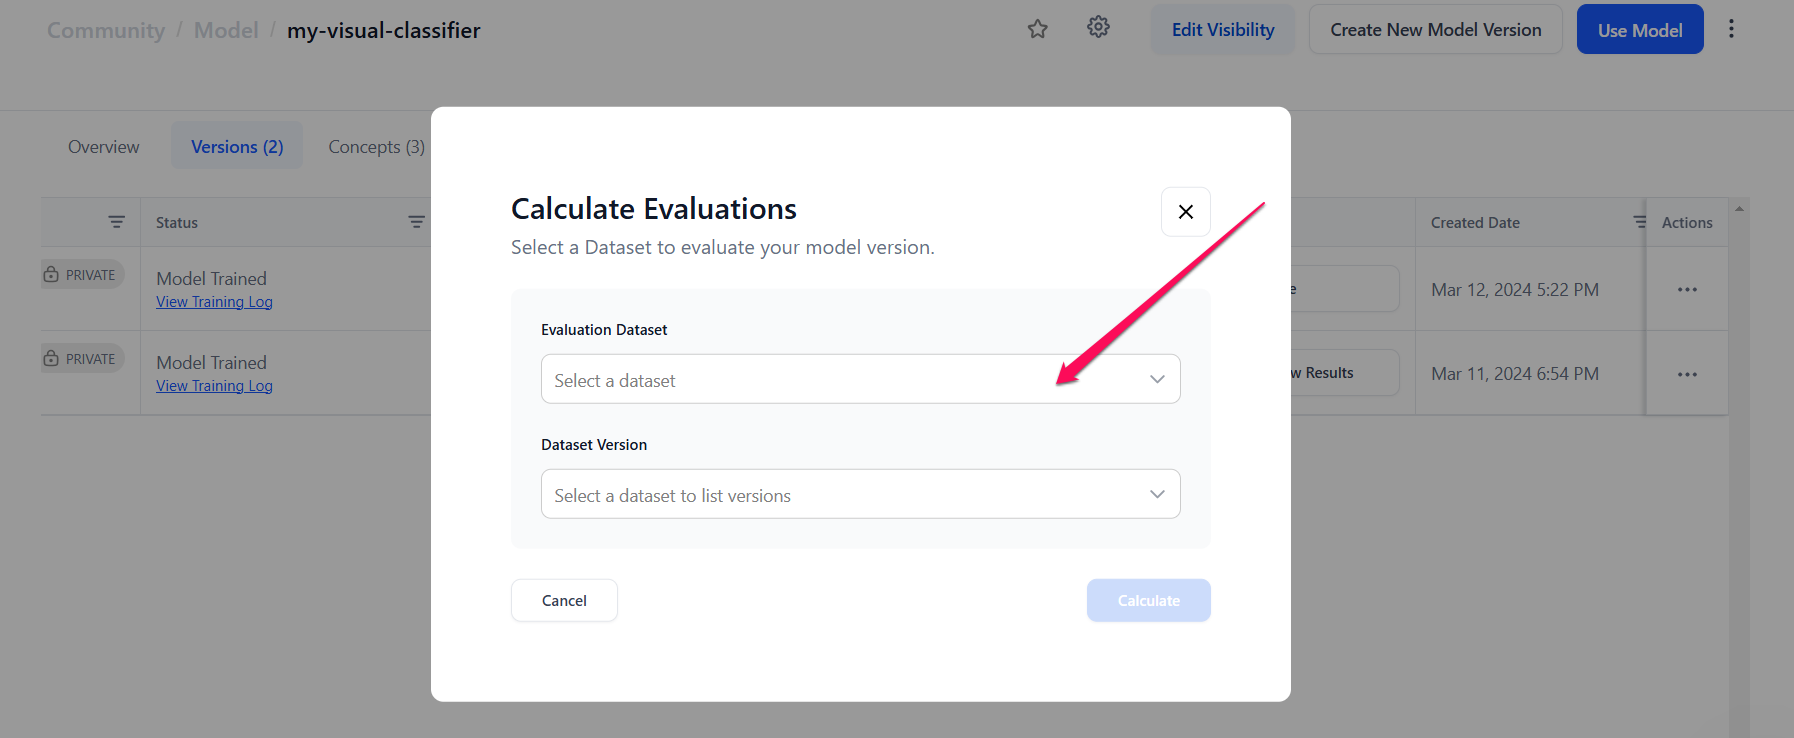 Community / Model / my-visual-classifier
Edit Visibility
Create New Model Version
Use Model
Overview
Versions (2)
Concepts (3)
Status
Created Date
Actions
PRIVATE
Model Trained
View Training Log
Mar 12, 2024 5:22 PM
PRIVATE
Model Trained
View Training Log
Results
Mar 11, 2024 6:54 PM
Calculate Evaluations
Select a Dataset to evaluate your model version.
Evaluation Dataset
Select a dataset
Dataset Version
Select a dataset to list versions
Cancel
Calculate